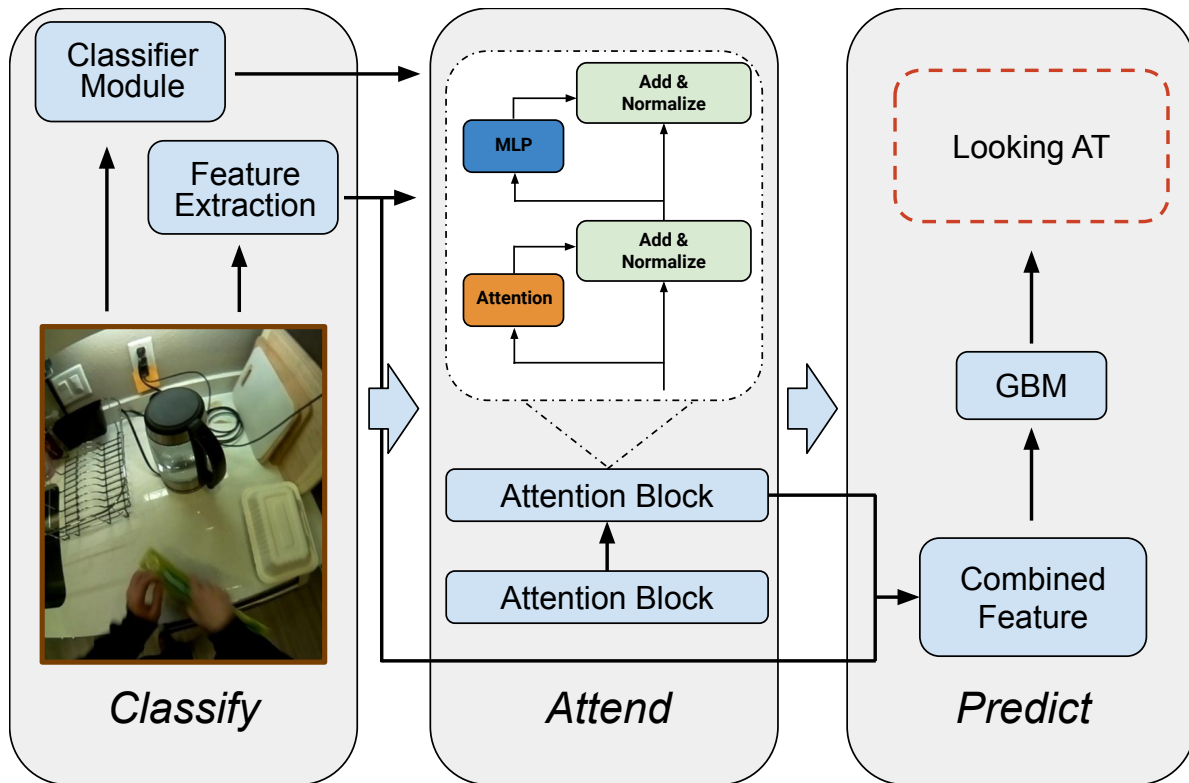 Classifier
Module
Feature
Extraction
Classify
Add &
Normalize
MLP
Add &
Normalize
Attention
Attention Block
Attention Block
Attend
Looking AT
GBM
Combined
Feature
Predict